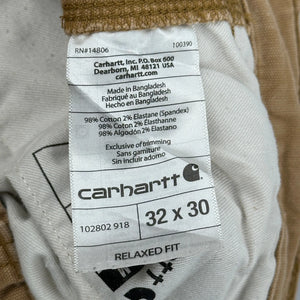 RN#14806 100390
Carhartt, Inc. P.O. Box 600
Dearborn, MI 48121 USA
carhartt.com
Made in Bangladesh
Fabriqué au Bangladesh
Hecho en Bangladesh
98% Cotton 2% Elastane (Spandex)
98% Coton 2% Élasthanne
98% Algodón 2% Elastano
Exclusive of trimming
Sans garniture
Sin incluir adorno
carhartt
102802 918
32 x 30
RELAXED FIT